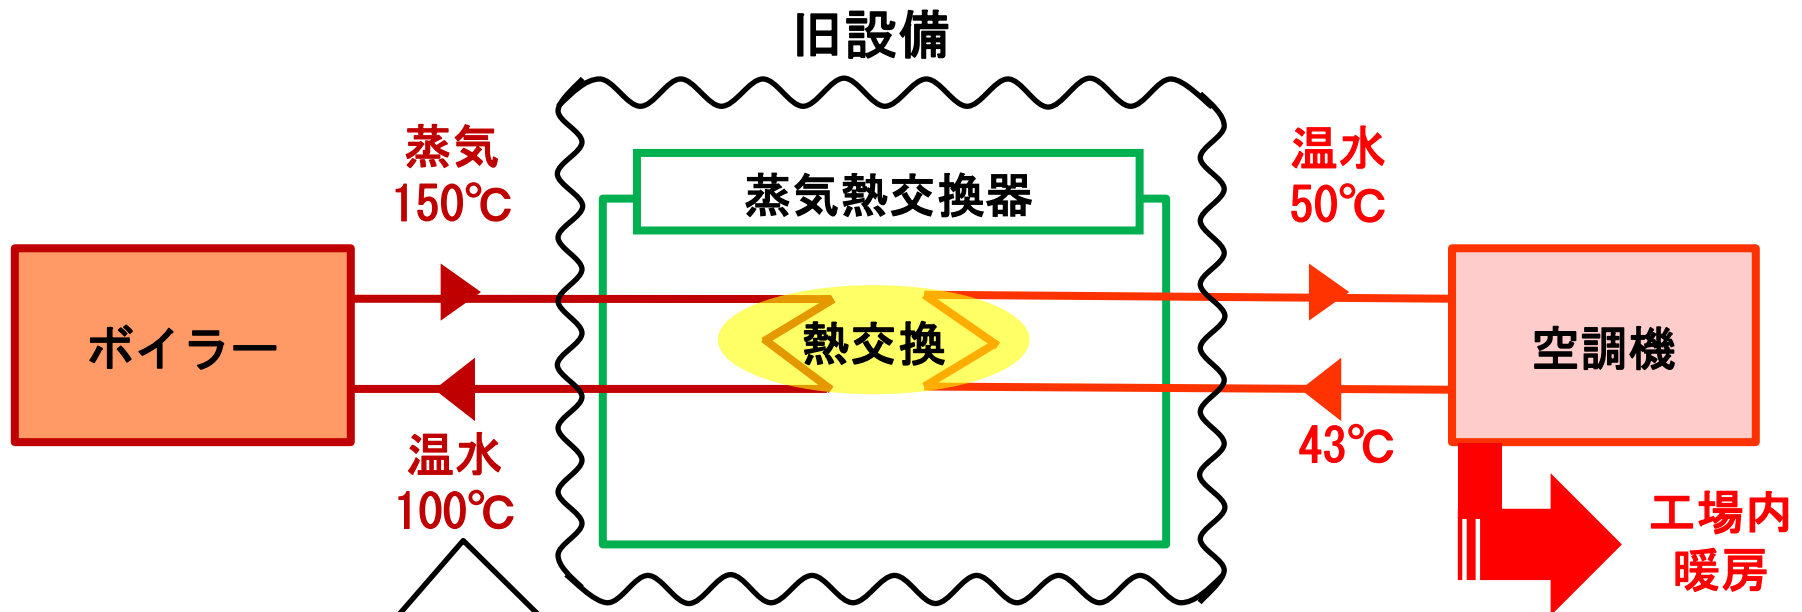 旧設備
蒸気
150℃
温水
50℃
蒸気熱交換器
ボイラー
熱交換
空調機
温水
100℃
43℃
工場内
暖房